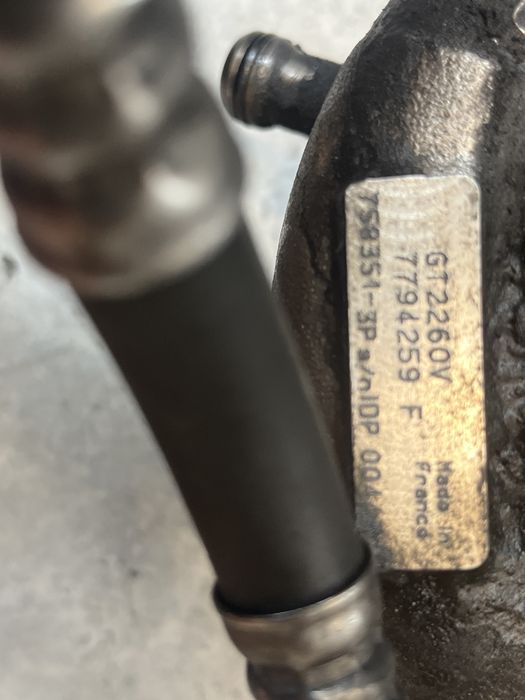 GT2260V
7794259 F
758351-3P s/nIDP 004
Made in
France